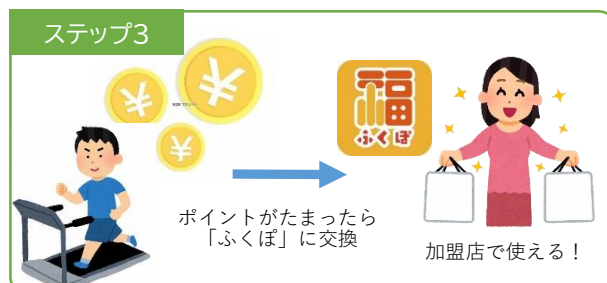 ステップ3
¥
¥
¥
福
ふくぽ
ポイントがたまったら
「ふくぽ」に交換
加盟店で使える！